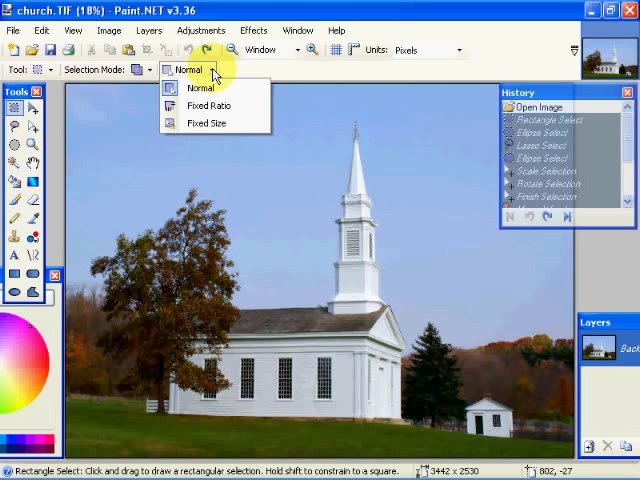 church.TIF (18%) - Paint.NET v3.36
File Edit View Image Layers Adjustments Effects Window Help
Window Units: Pixels
Tool: Selection Mode: Normal
Normal
Fixed Ratio
Fixed Size
Tools
History
Open Image
Rectangle Select
Ellipse Select
Lasso Select
Ellipse Select
Scale Selection
Rotate Selection
Finish Selection
Layers
Back
Rectangle Select: Click and drag to draw a rectangular selection. Hold shift to constrain to a square. 3442 x 2530 802, -27